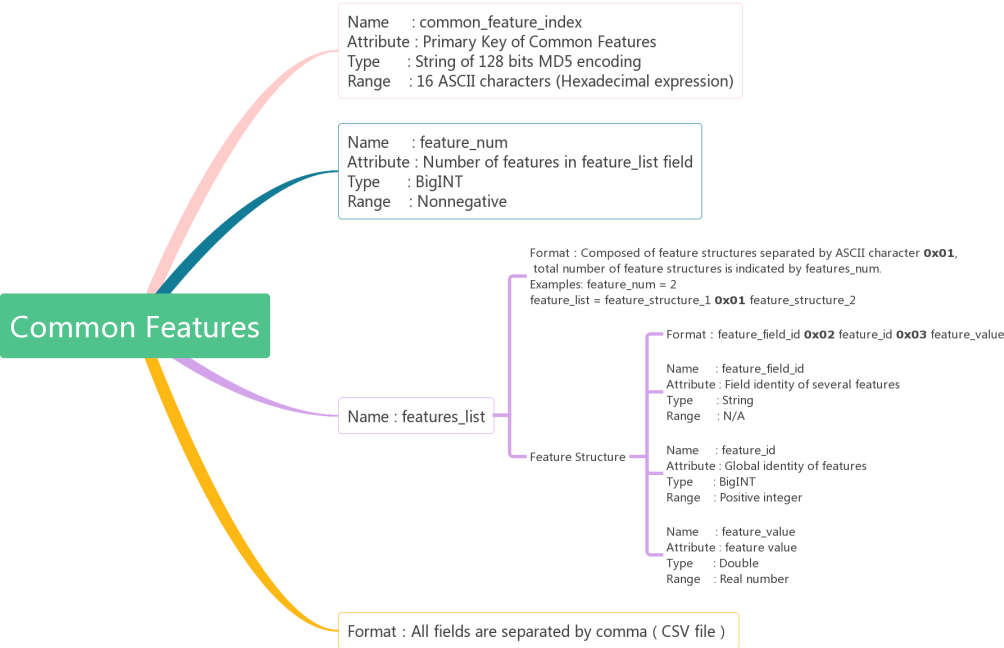 Name : common_feature_index
Attribute : Primary Key of Common Features
Type : String of 128 bits MD5 encoding
Range : 16 ASCII characters (Hexadecimal expression)
Name : feature_num
Attribute : Number of features in feature_list field
Type : BigINT
Range : Nonnegative
Common Features
Name : features_list
Format : Composed of feature structures separated by ASCII character 0x01,
total number of feature structures is indicated by features_num.
Examples: feature_num = 2
feature_list = feature_structure_1 0x01 feature_structure_2
Feature Structure
Format : feature_field_id 0x02 feature_id 0x03 feature_value
Name : feature_field_id
Attribute : Field identity of several features
Type : String
Range : N/A
Name : feature_id
Attribute : Global identity of features
Type : BigINT
Range : Positive integer
Name : feature_value
Attribute : feature value
Type : Double
Range : Real number
Format : All fields are separated by comma ( CSV file )